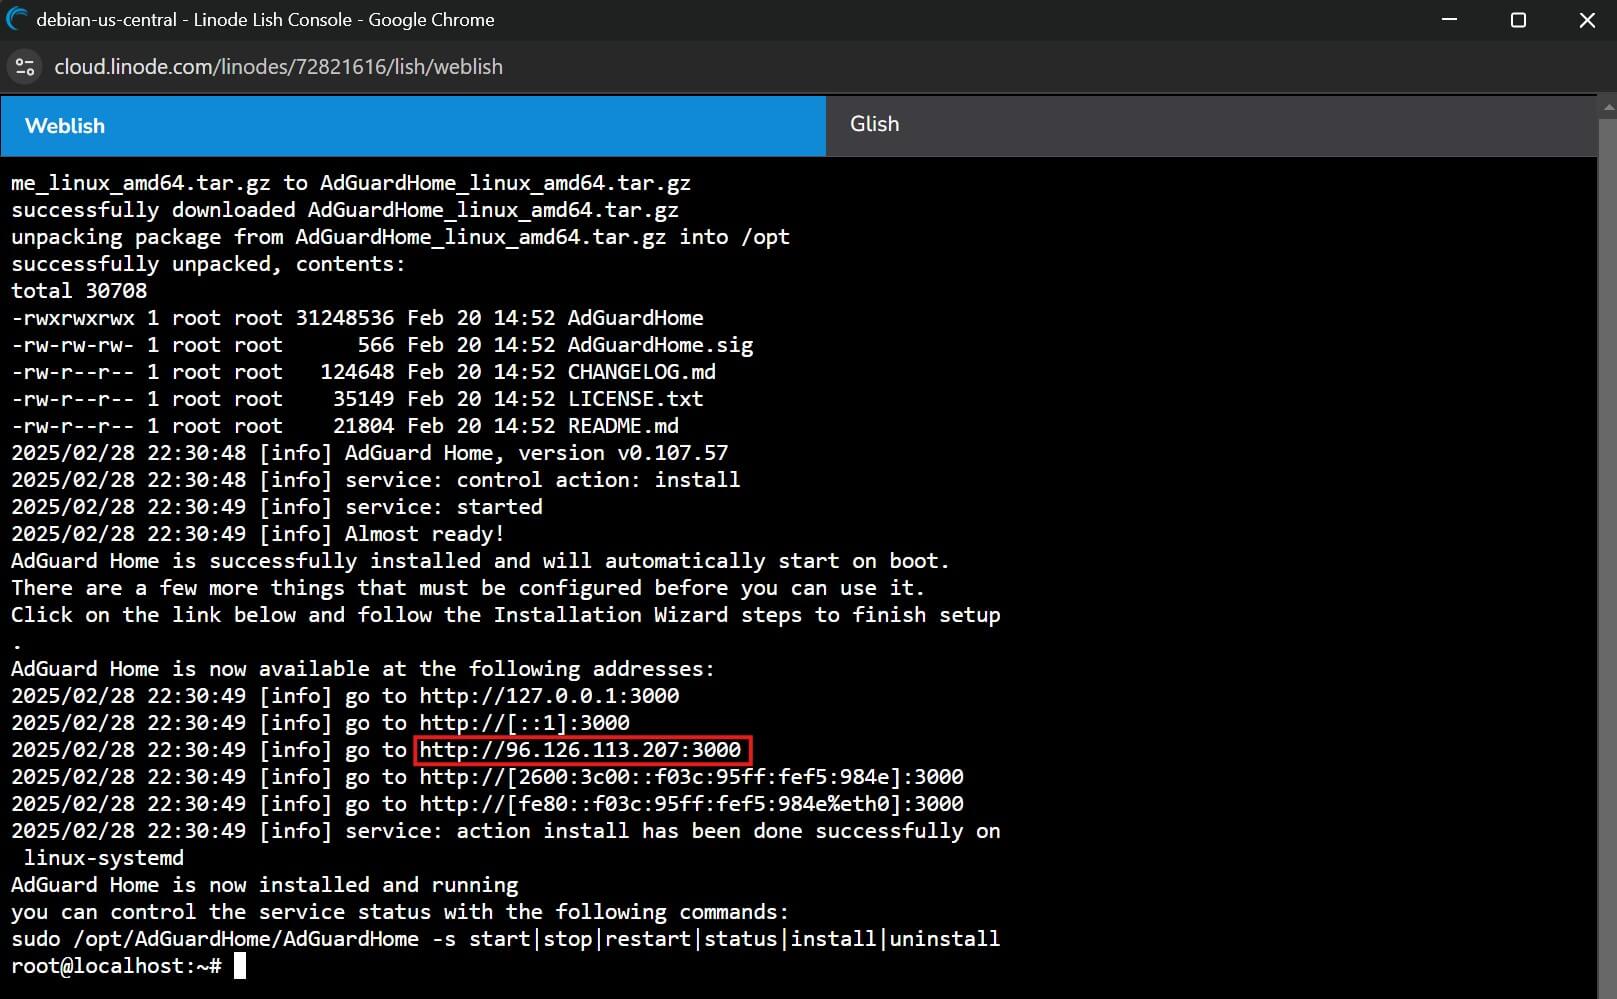 debian-us-central - Linode Lish Console - Google Chrome
cloud.linode.com/linodes/72821616/lish/weblish
Weblish
Glish
me_linux_amd64.tar.gz to AdGuardHome_linux_amd64.tar.gz
successfully downloaded AdGuardHome_linux_amd64.tar.gz
unpacking package from AdGuardHome_linux_amd64.tar.gz into /opt
successfully unpacked, contents:
total 30708
-rwxrwxrwx 1 root root 31248536 Feb 20 14:52 AdGuardHome
-rw-rw-rw- 1 root root      566 Feb 20 14:52 AdGuardHome.sig
-rw-r--r-- 1 root root   124648 Feb 20 14:52 CHANGELOG.md
-rw-r--r-- 1 root root    35149 Feb 20 14:52 LICENSE.txt
-rw-r--r-- 1 root root    21804 Feb 20 14:52 README.md
2025/02/28 22:30:48 [info] AdGuard Home, version v0.107.57
2025/02/28 22:30:48 [info] service: control action: install
2025/02/28 22:30:49 [info] service: started
2025/02/28 22:30:49 [info] Almost ready!
AdGuard Home is successfully installed and will automatically start on boot.
There are a few more things that must be configured before you can use it.
Click on the link below and follow the Installation Wizard steps to finish setup
.
AdGuard Home is now available at the following addresses:
2025/02/28 22:30:49 [info] go to http://127.0.0.1:3000
2025/02/28 22:30:49 [info] go to http://[::1]:3000
2025/02/28 22:30:49 [info] go to http://96.126.113.207:3000
2025/02/28 22:30:49 [info] go to http://[2600:3c00::f03c:95ff:fef5:984e]:3000
2025/02/28 22:30:49 [info] go to http://[fe80::f03c:95ff:fef5:984e%eth0]:3000
2025/02/28 22:30:49 [info] service: action install has been done successfully on
 linux-systemd
AdGuard Home is now installed and running
you can control the service status with the following commands:
sudo /opt/AdGuardHome/AdGuardHome -s start|stop|restart|status|install|uninstall
root@localhost:~#